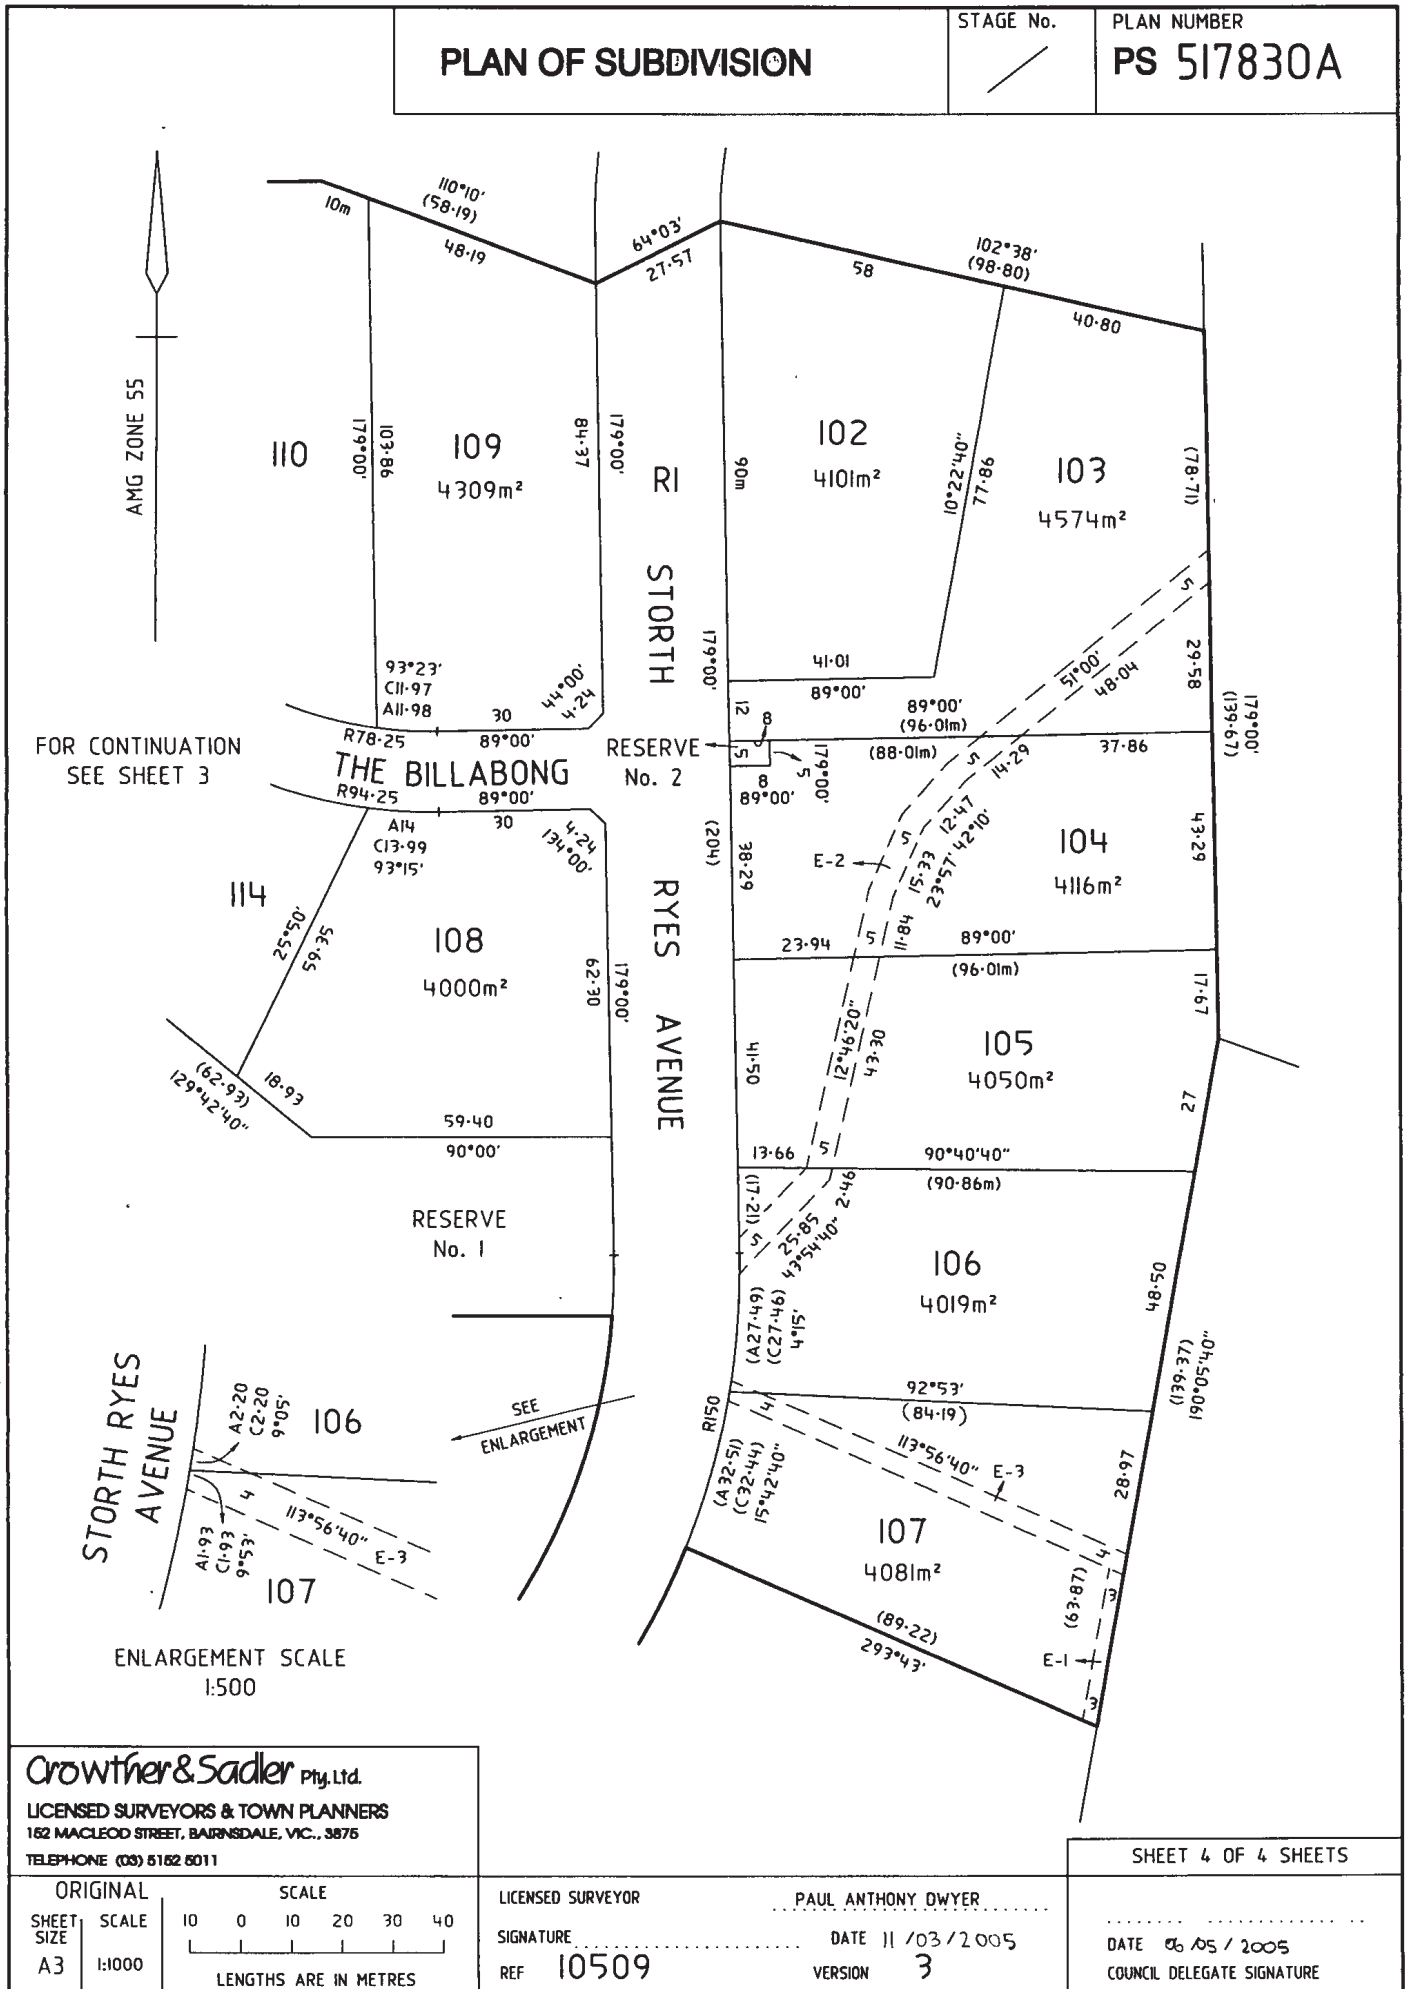 PLAN OF SUBDIVISION
STAGE No.
PLAN NUMBER
PS 517830A
AMG ZONE 55
110°10'
(58·19)
10m
48·19
64°03'
27·57
102°38'
(98·80)
58
40·80
110
179°00'
103·86
109
4309m²
84·37
179°00'
R1
90m
102
4101m²
10°22'40"
77·86
103
4574m²
(78·71)
5
29·58
51°00'
48·04
179°00'
(139·67)
93°23'
C11·97
A11·98
44°00'
4·24
30
89°00'
R78·25
179°00'
41·01
89°00'
12
8
89°00'
(96·01m)
(88·01m)
37·86
FOR CONTINUATION
SEE SHEET 3
THE BILLABONG
RESERVE
No. 2
5
8
89°00'
5
179°00'
5
14·29
R94·25
89°00'
30
A14
C13·99
93°15'
4·24
134°00'
(204)
38·29
12·47
42°10'
5
15·33
23°57'
E-2
104
4116m²
43·29
114
25°50'
59·35
108
4000m²
62·30
179°00'
STORTH RYES AVENUE
23·94
5
11·84
89°00'
(96·01m)
17·67
(62·93)
129°42'40"
18·93
59·40
90°00'
41·50
12°46'20"
43·30
105
4050m²
27
13·66
5
90°40'40"
(90·86m)
RESERVE
No. 1
(17·21)
5
25·85
43°54'40"
2·46
106
4019m²
48·50
(139·37)
190°05'40"
(A27·49)
(C27·46)
4°15'
R150
92°53'
(84·19)
4
113°56'40"
E-3
28·97
(A32·51)
(C32·44)
15°42'40"
107
4081m²
4
3
(63·87)
(89·22)
293°43'
E-1
3
SEE
ENLARGEMENT
STORTH RYES
AVENUE
A2·20
C2·20
9°05'
106
4
113°56'40"
E-3
A1·93
C1·93
9°53'
107
ENLARGEMENT SCALE
1:500
Crowther & Sadler Pty. Ltd.
LICENSED SURVEYORS & TOWN PLANNERS
152 MACLEOD STREET, BAIRNSDALE, VIC., 3875
TELEPHONE (03) 5152 5011
SHEET 4 OF 4 SHEETS
ORIGINAL
SHEET SIZE
A3
SCALE
1:1000
SCALE
10 0 10 20 30 40
LENGTHS ARE IN METRES
LICENSED SURVEYOR PAUL ANTHONY DWYER
SIGNATURE DATE 11/03/2005
REF 10509 VERSION 3
DATE 06/05/2005
COUNCIL DELEGATE SIGNATURE